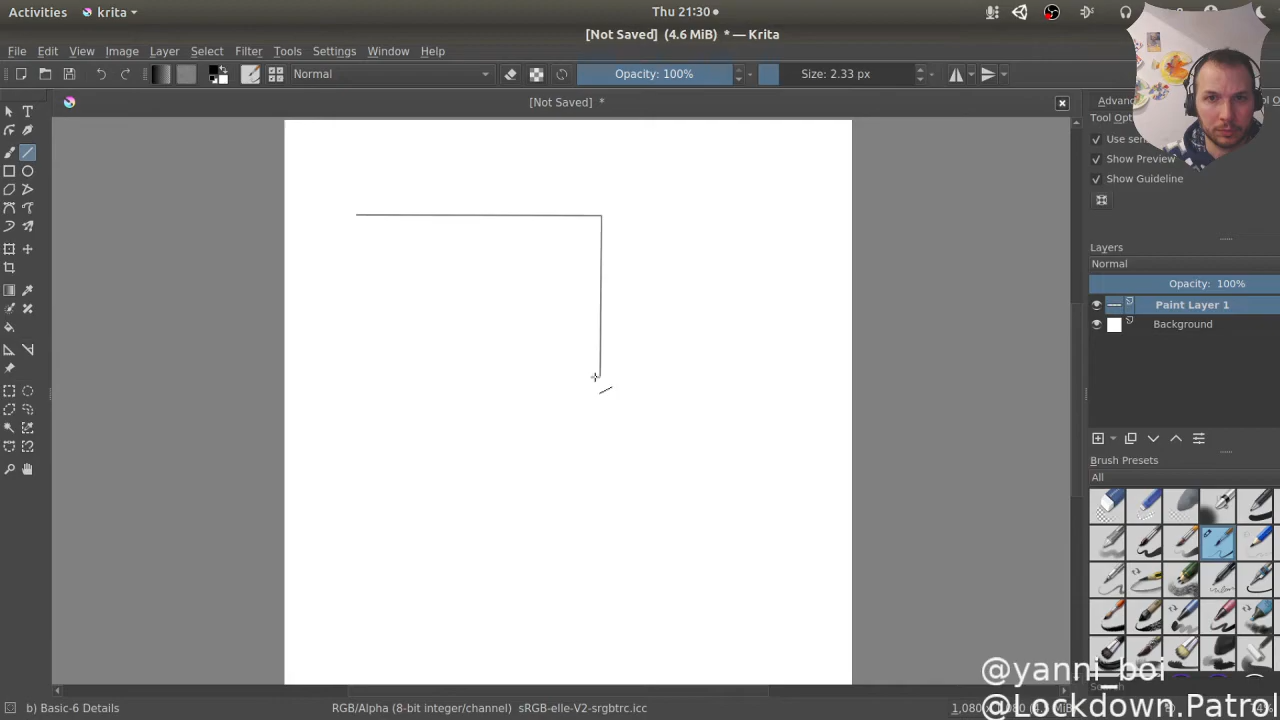 Activities krita Thu 21:30
[Not Saved] (4.6 MiB) * — Krita
File Edit View Image Layer Select Filter Tools Settings Window Help
Normal Opacity: 100% Size: 2.33 px
[Not Saved] *
Show Preview
Show Guideline
Layers
Normal
Opacity: 100%
Paint Layer 1
Background
Brush Presets
All
@yanni_boi
@Lockdown.Patrol
b) Basic-6 Details RGB/Alpha (8-bit integer/channel) sRGB-elle-V2-srgbtrc.icc